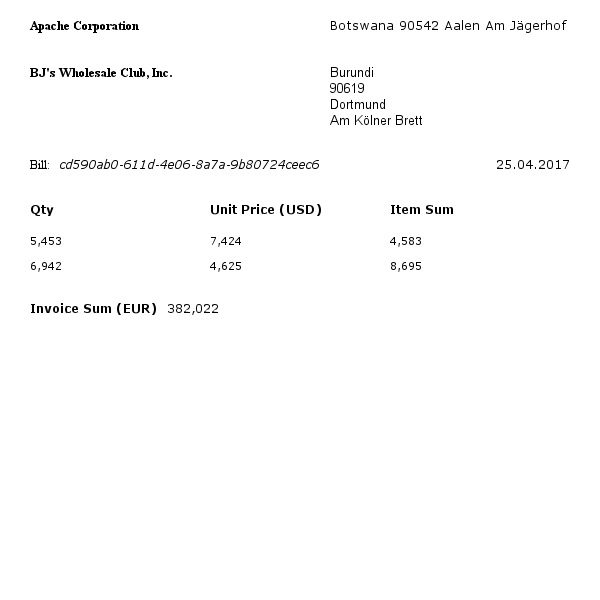 Apache Corporation Botswana 90542 Aalen Am Jägerhof
BJ's Wholesale Club, Inc. Burundi
90619
Dortmund
Am Kölner Brett
Bill: cd590ab0-611d-4e06-8a7a-9b80724ceec6 25.04.2017
Qty Unit Price (USD) Item Sum
5,453 7,424 4,583
6,942 4,625 8,695
Invoice Sum (EUR) 382,022